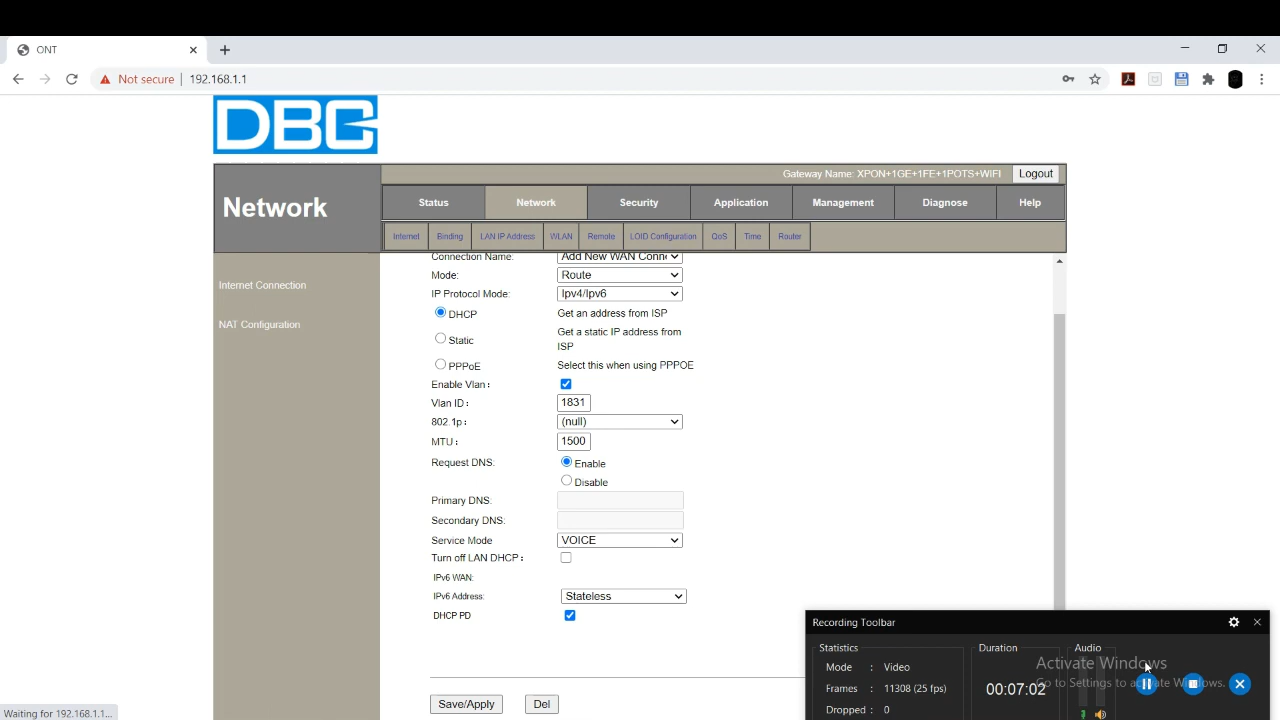 ONT
Not secure 192.168.1.1
DBC
Gateway Name: XPON+1GE+1FE+1POTS+WIFI Logout
Network
Status Network Security Application Management Diagnose Help
Internet Binding LAN IP Address WLAN Remote LOID Configuration QoS Time Router
Internet Connection
NAT Configuration
Connection Name: Add New WAN Conn
Mode: Route
IP Protocol Mode: Ipv4/Ipv6
DHCP Get an address from ISP
Static Get a static IP address from
ISP
PPPoE Select this when using PPPOE
Enable Vlan:
Vlan ID: 1831
802.1p: (null)
MTU: 1500
Request DNS: Enable
Disable
Primary DNS:
Secondary DNS:
Service Mode VOICE
Turn off LAN DHCP:
IPv6 WAN:
IPv6 Address: Stateless
DHCP PD
Save/Apply Del
Waiting for 192.168.1.1...
Recording Toolbar
Statistics Duration Audio
Mode : Video
Frames : 11308 (25 fps)
Dropped : 0
00:07:02
Activate Windows
Go to Settings to activate Windows.